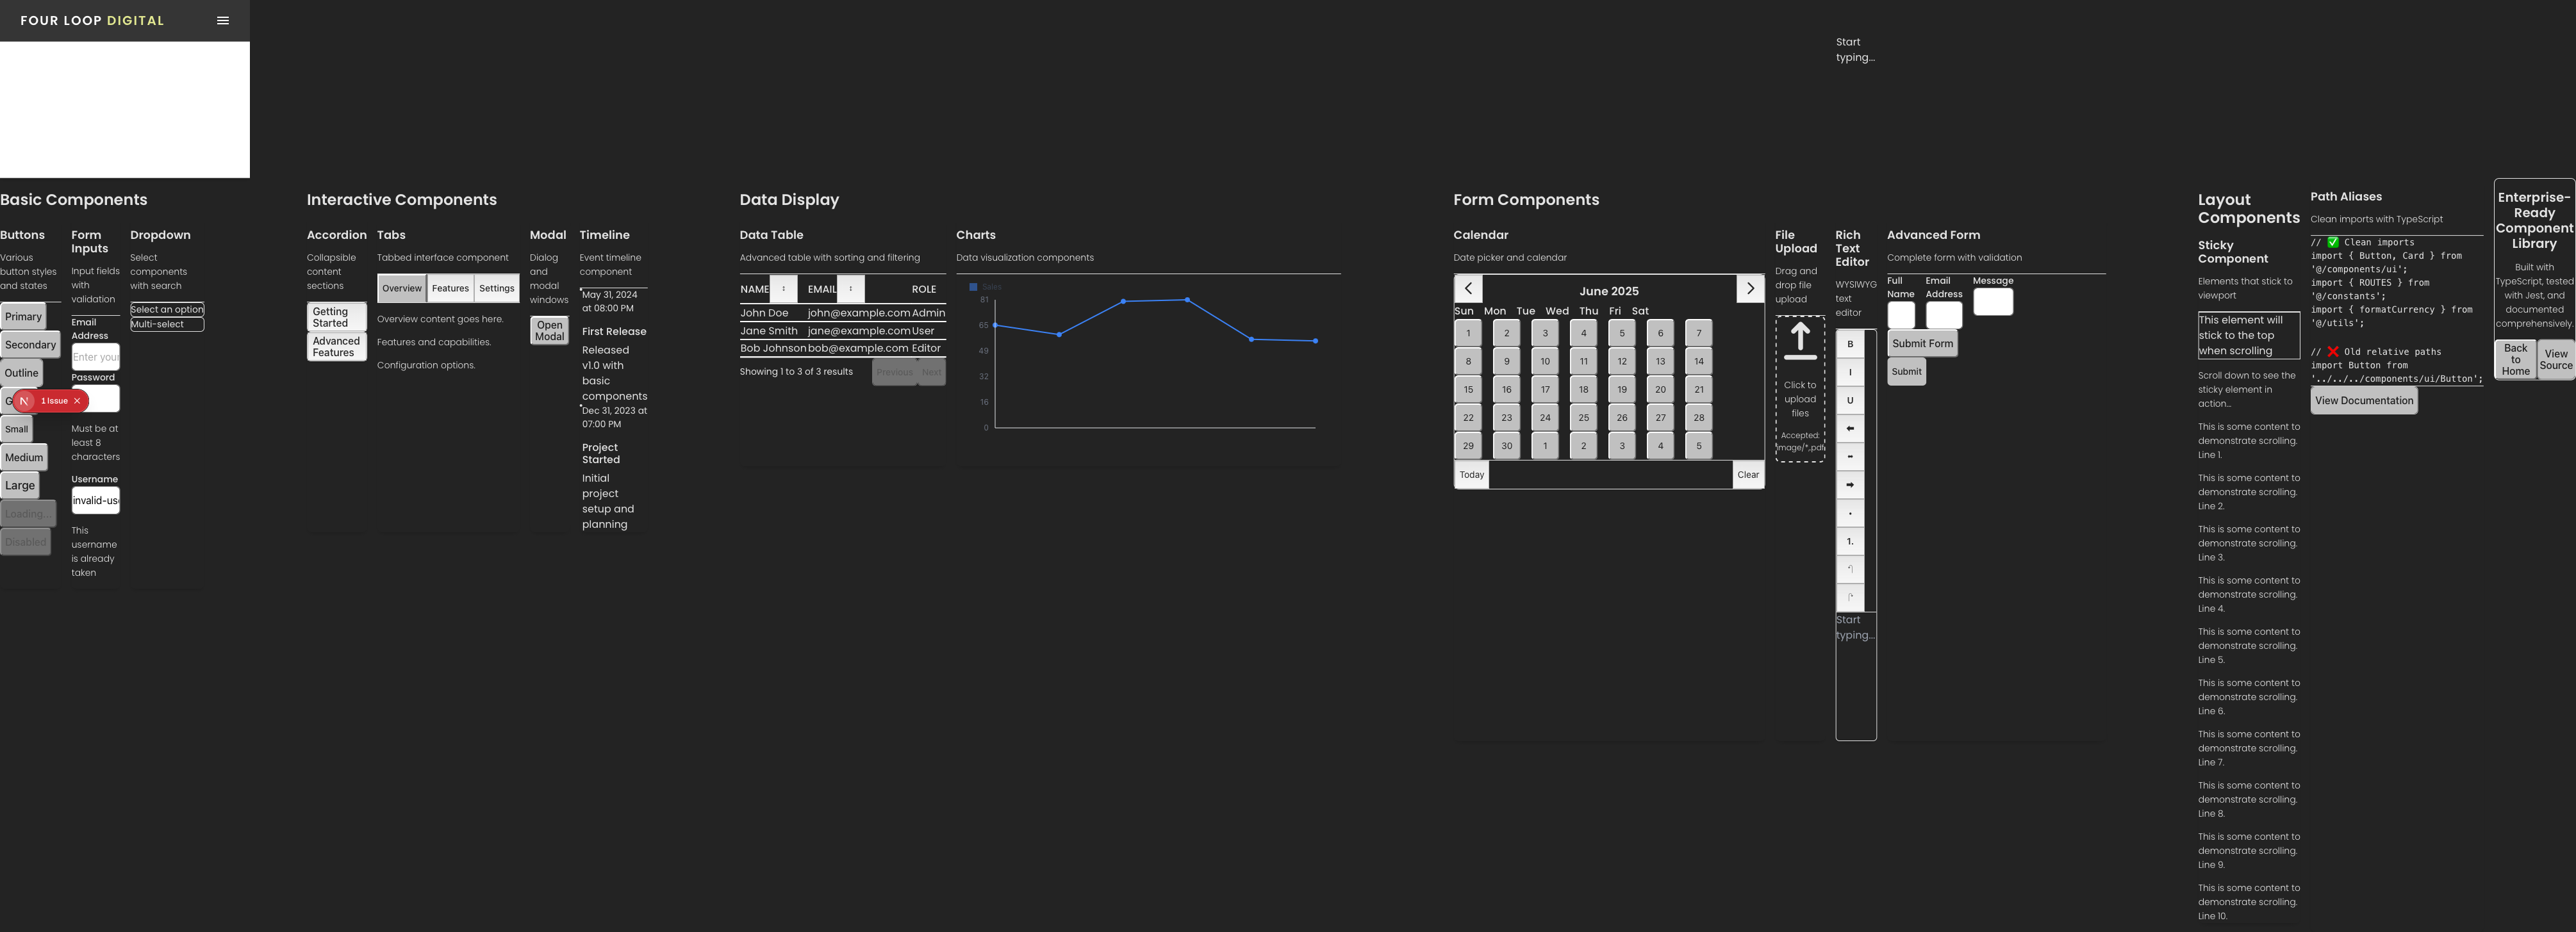 FOUR LOOP DIGITAL
Start
typing...
Basic Components
Buttons
Various
button styles
and states
Primary
Secondary
Outline
G
N 1 Issue ×
Small
Medium
Large
Loading...
Disabled
Form
Inputs
Input fields
with
validation
Email
Address
Enter your
Password
Must be at
least 8
characters
Username
invalid-use
This
username
is already
taken
Dropdown
Select
components
with search
Select an option
Multi-select
Interactive Components
Accordion
Collapsible
content
sections
Getting
Started
Advanced
Features
Tabs
Tabbed interface component
Overview Features Settings
Overview content goes here.
Features and capabilities.
Configuration options.
Modal
Dialog
and
modal
windows
Open
Modal
Timeline
Event timeline
component
May 31, 2024
at 08:00 PM
First Release
Released
v1.0 with
basic
components
Dec 31, 2023 at
07:00 PM
Project
Started
Initial
project
setup and
planning
Data Display
Data Table
Advanced table with sorting and filtering
NAME ↕ EMAIL ↕ ROLE
John Doe john@example.com Admin
Jane Smith jane@example.com User
Bob Johnson bob@example.com Editor
Showing 1 to 3 of 3 results Previous Next
Charts
Data visualization components
Sales
81
65
49
32
16
0
Form Components
Calendar
Date picker and calendar
June 2025
Sun Mon Tue Wed Thu Fri Sat
1 2 3 4 5 6 7
8 9 10 11 12 13 14
15 16 17 18 19 20 21
22 23 24 25 26 27 28
29 30 1 2 3 4 5
Today Clear
File
Upload
Drag and
drop file
upload
Click to
upload
files
Accepted:
image/*,.pdf
Rich
Text
Editor
WYSIWYG
text
editor
B
I
U
⬅
⬌
➡
•
1.
↰
↱
Start
typing...
Advanced Form
Complete form with validation
Full
Name
Email
Address
Message
Submit Form
Submit
Layout
Components
Sticky
Component
Elements that stick to
viewport
This element will
stick to the top
when scrolling
Scroll down to see the
sticky element in
action...
This is some content to
demonstrate scrolling.
Line 1.
This is some content to
demonstrate scrolling.
Line 2.
This is some content to
demonstrate scrolling.
Line 3.
This is some content to
demonstrate scrolling.
Line 4.
This is some content to
demonstrate scrolling.
Line 5.
This is some content to
demonstrate scrolling.
Line 6.
This is some content to
demonstrate scrolling.
Line 7.
This is some content to
demonstrate scrolling.
Line 8.
This is some content to
demonstrate scrolling.
Line 9.
This is some content to
demonstrate scrolling.
Line 10.
Path Aliases
Clean imports with TypeScript
// ✅ Clean imports
import { Button, Card } from
'@/components/ui';
import { ROUTES } from
'@/constants';
import { formatCurrency } from
'@/utils';
// ❌ Old relative paths
import Button from
'../../../components/ui/Button';
View Documentation
Enterprise-
Ready
Component
Library
Built with
TypeScript, tested
with Jest, and
documented
comprehensively.
Back
to
Home
View
Source